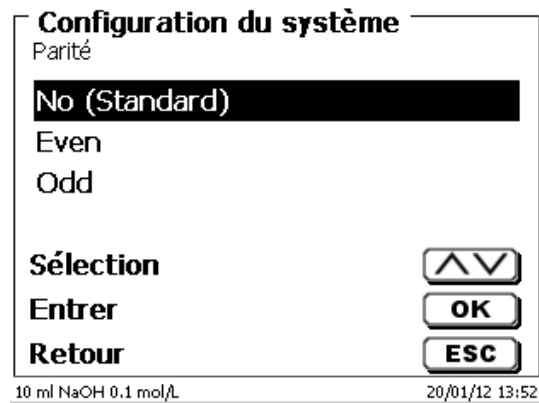 Configuration du système
Parité
No (Standard)
Even
Odd
Sélection
Entrer OK
Retour ESC
10 ml NaOH 0.1 mol/L 20/01/12 13:52